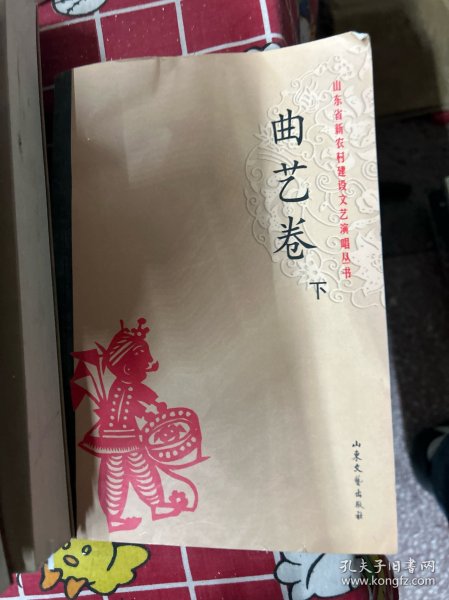 山东省新农村建设文艺演唱丛书
曲艺卷
下
山东文艺出版社
孔夫子旧书网
www.kongfz.com